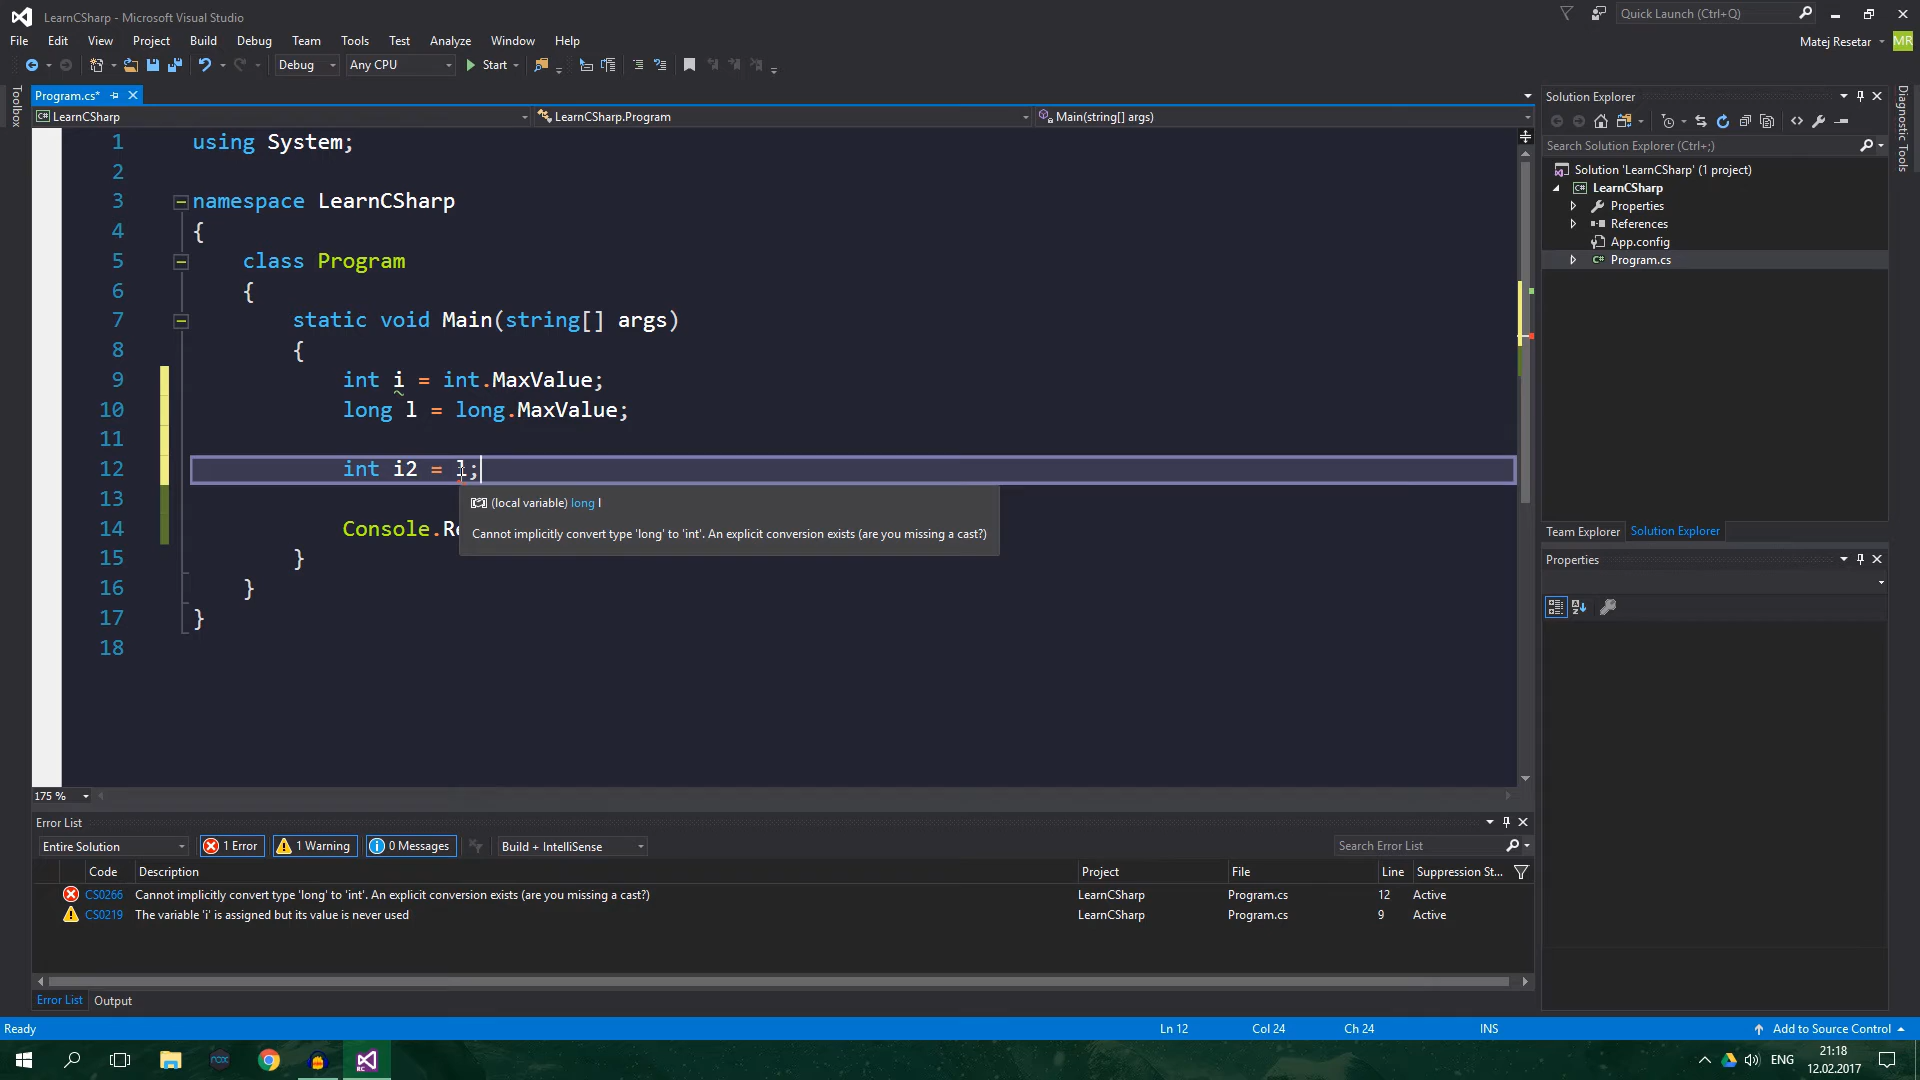 LearnCSharp - Microsoft Visual Studio
Quick Launch (Ctrl+Q)
File Edit View Project Build Debug Team Tools Test Analyze Window Help
Matej Resetar MR
Debug Any CPU Start
Toolbox
Program.cs*
LearnCSharp LearnCSharp.Program Main(string[] args)
1 using System;
2
3 namespace LearnCSharp
4 {
5 class Program
6 {
7 static void Main(string[] args)
8 {
9 int i = int.MaxValue;
10 long l = long.MaxValue;
11
12 int i2 = l;
13
(local variable) long l
Cannot implicitly convert type 'long' to 'int'. An explicit conversion exists (are you missing a cast?)
14 Console.Re
15 }
16 }
17 }
18
175 %
Solution Explorer
Search Solution Explorer (Ctrl+;)
Solution 'LearnCSharp' (1 project)
C# LearnCSharp
Properties
References
App.config
C# Program.cs
Team Explorer Solution Explorer
Properties
Diagnostic Tools
Error List
Entire Solution 1 Error 1 Warning 0 Messages Build + IntelliSense Search Error List
Code Description Project File Line Suppression St...
CS0266 Cannot implicitly convert type 'long' to 'int'. An explicit conversion exists (are you missing a cast?) LearnCSharp Program.cs 12 Active
CS0219 The variable 'i' is assigned but its value is never used LearnCSharp Program.cs 9 Active
Error List Output
Ready Ln 12 Col 24 Ch 24 INS Add to Source Control
nox RC ENG 21:18
12.02.2017